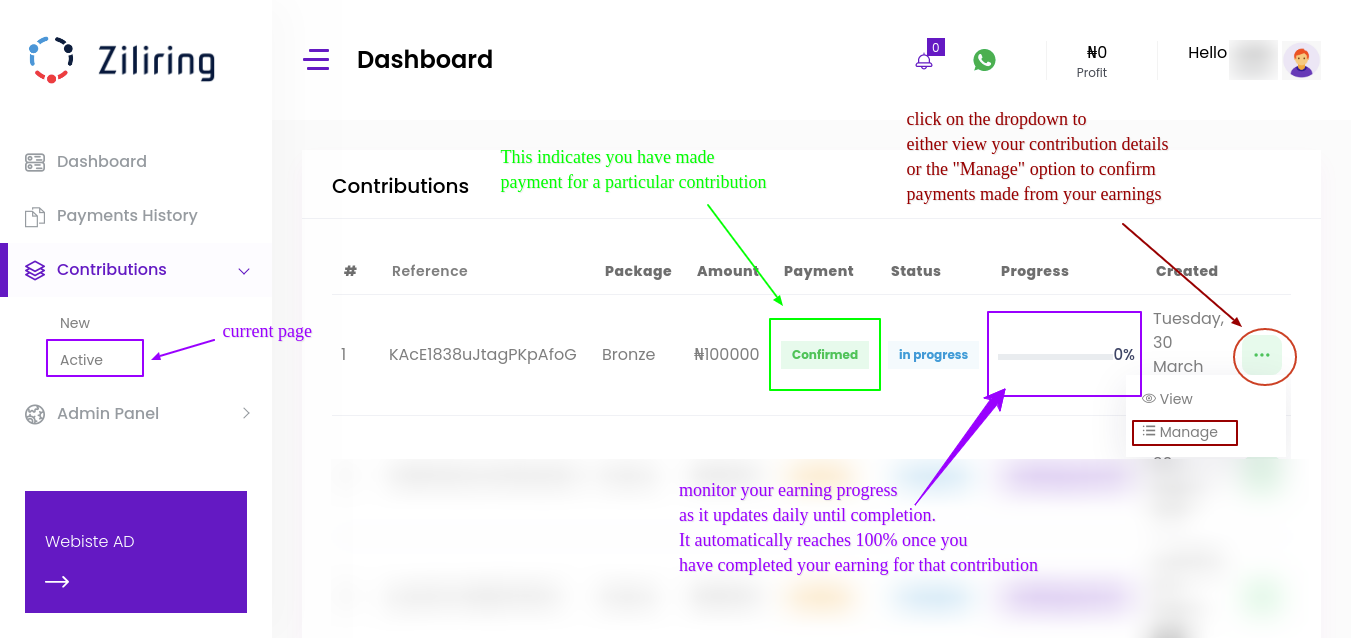 Ziliring
Dashboard
0
₦0
Profit
Hello
Dashboard
Payments History
Contributions
New
Active
Admin Panel
Webiste AD
current page
Contributions
This indicates you have made
payment for a particular contribution
click on the dropdown to
either view your contribution details
or the "Manage" option to confirm
payments made from your earnings
# Reference Package Amount Payment Status Progress Created
1 KAcE1838uJtagPKpAfoG Bronze ₦100000 Confirmed in progress 0% Tuesday,
30
March
View
Manage
monitor your earning progress
as it updates daily until completion.
It automatically reaches 100% once you
have completed your earning for that contribution